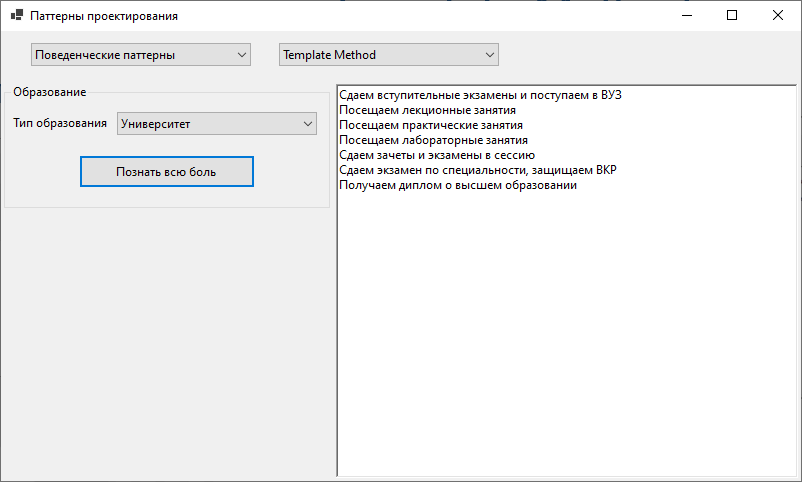 Паттерны проектирования
Поведенческие паттерны
Template Method
Образование
Тип образования
Университет
Познать всю боль
Сдаем вступительные экзамены и поступаем в ВУЗ
Посещаем лекционные занятия
Посещаем практические занятия
Посещаем лабораторные занятия
Сдаем зачеты и экзамены в сессию
Сдаем экзамен по специальности, защищаем ВКР
Получаем диплом о высшем образовании